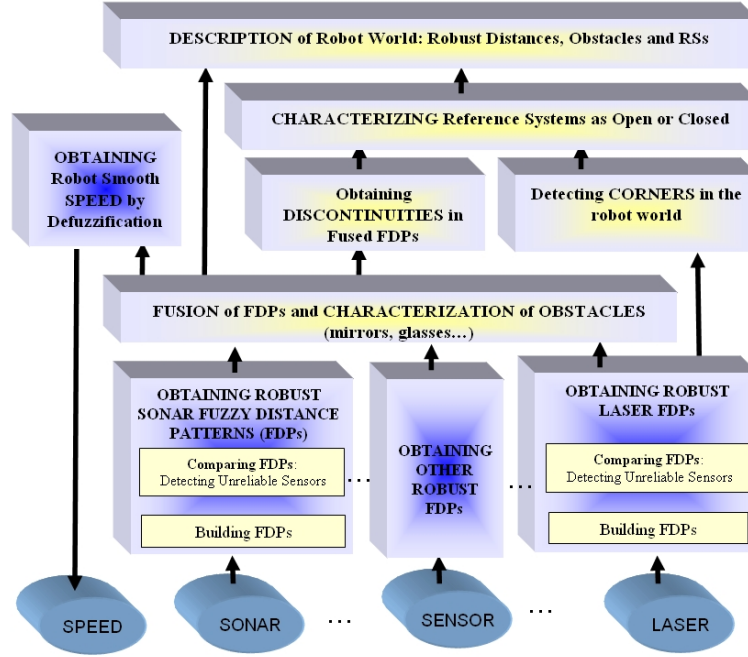 DESCRIPTION of Robot World: Robust Distances, Obstacles and RSs
CHARACTERIZING Reference Systems as Open or Closed
OBTAINING
Robot Smooth
SPEED by
Defuzzification
Obtaining
DISCONTINUITIES in
Fused FDPs
Detecting CORNERS in the
robot world
FUSION of FDPs and CHARACTERIZATION of OBSTACLES
(mirrors, glasses...)
OBTAINING ROBUST
SONAR FUZZY DISTANCE
PATTERNS (FDPs)
Comparing FDPs:
Detecting Unreliable Sensors
Building FDPs
...
OBTAINING
OTHER
ROBUST
FDPs
...
OBTAINING ROBUST
LASER FDPs
Comparing FDPs:
Detecting Unreliable Sensors
Building FDPs
SPEED
SONAR
...
SENSOR
...
LASER